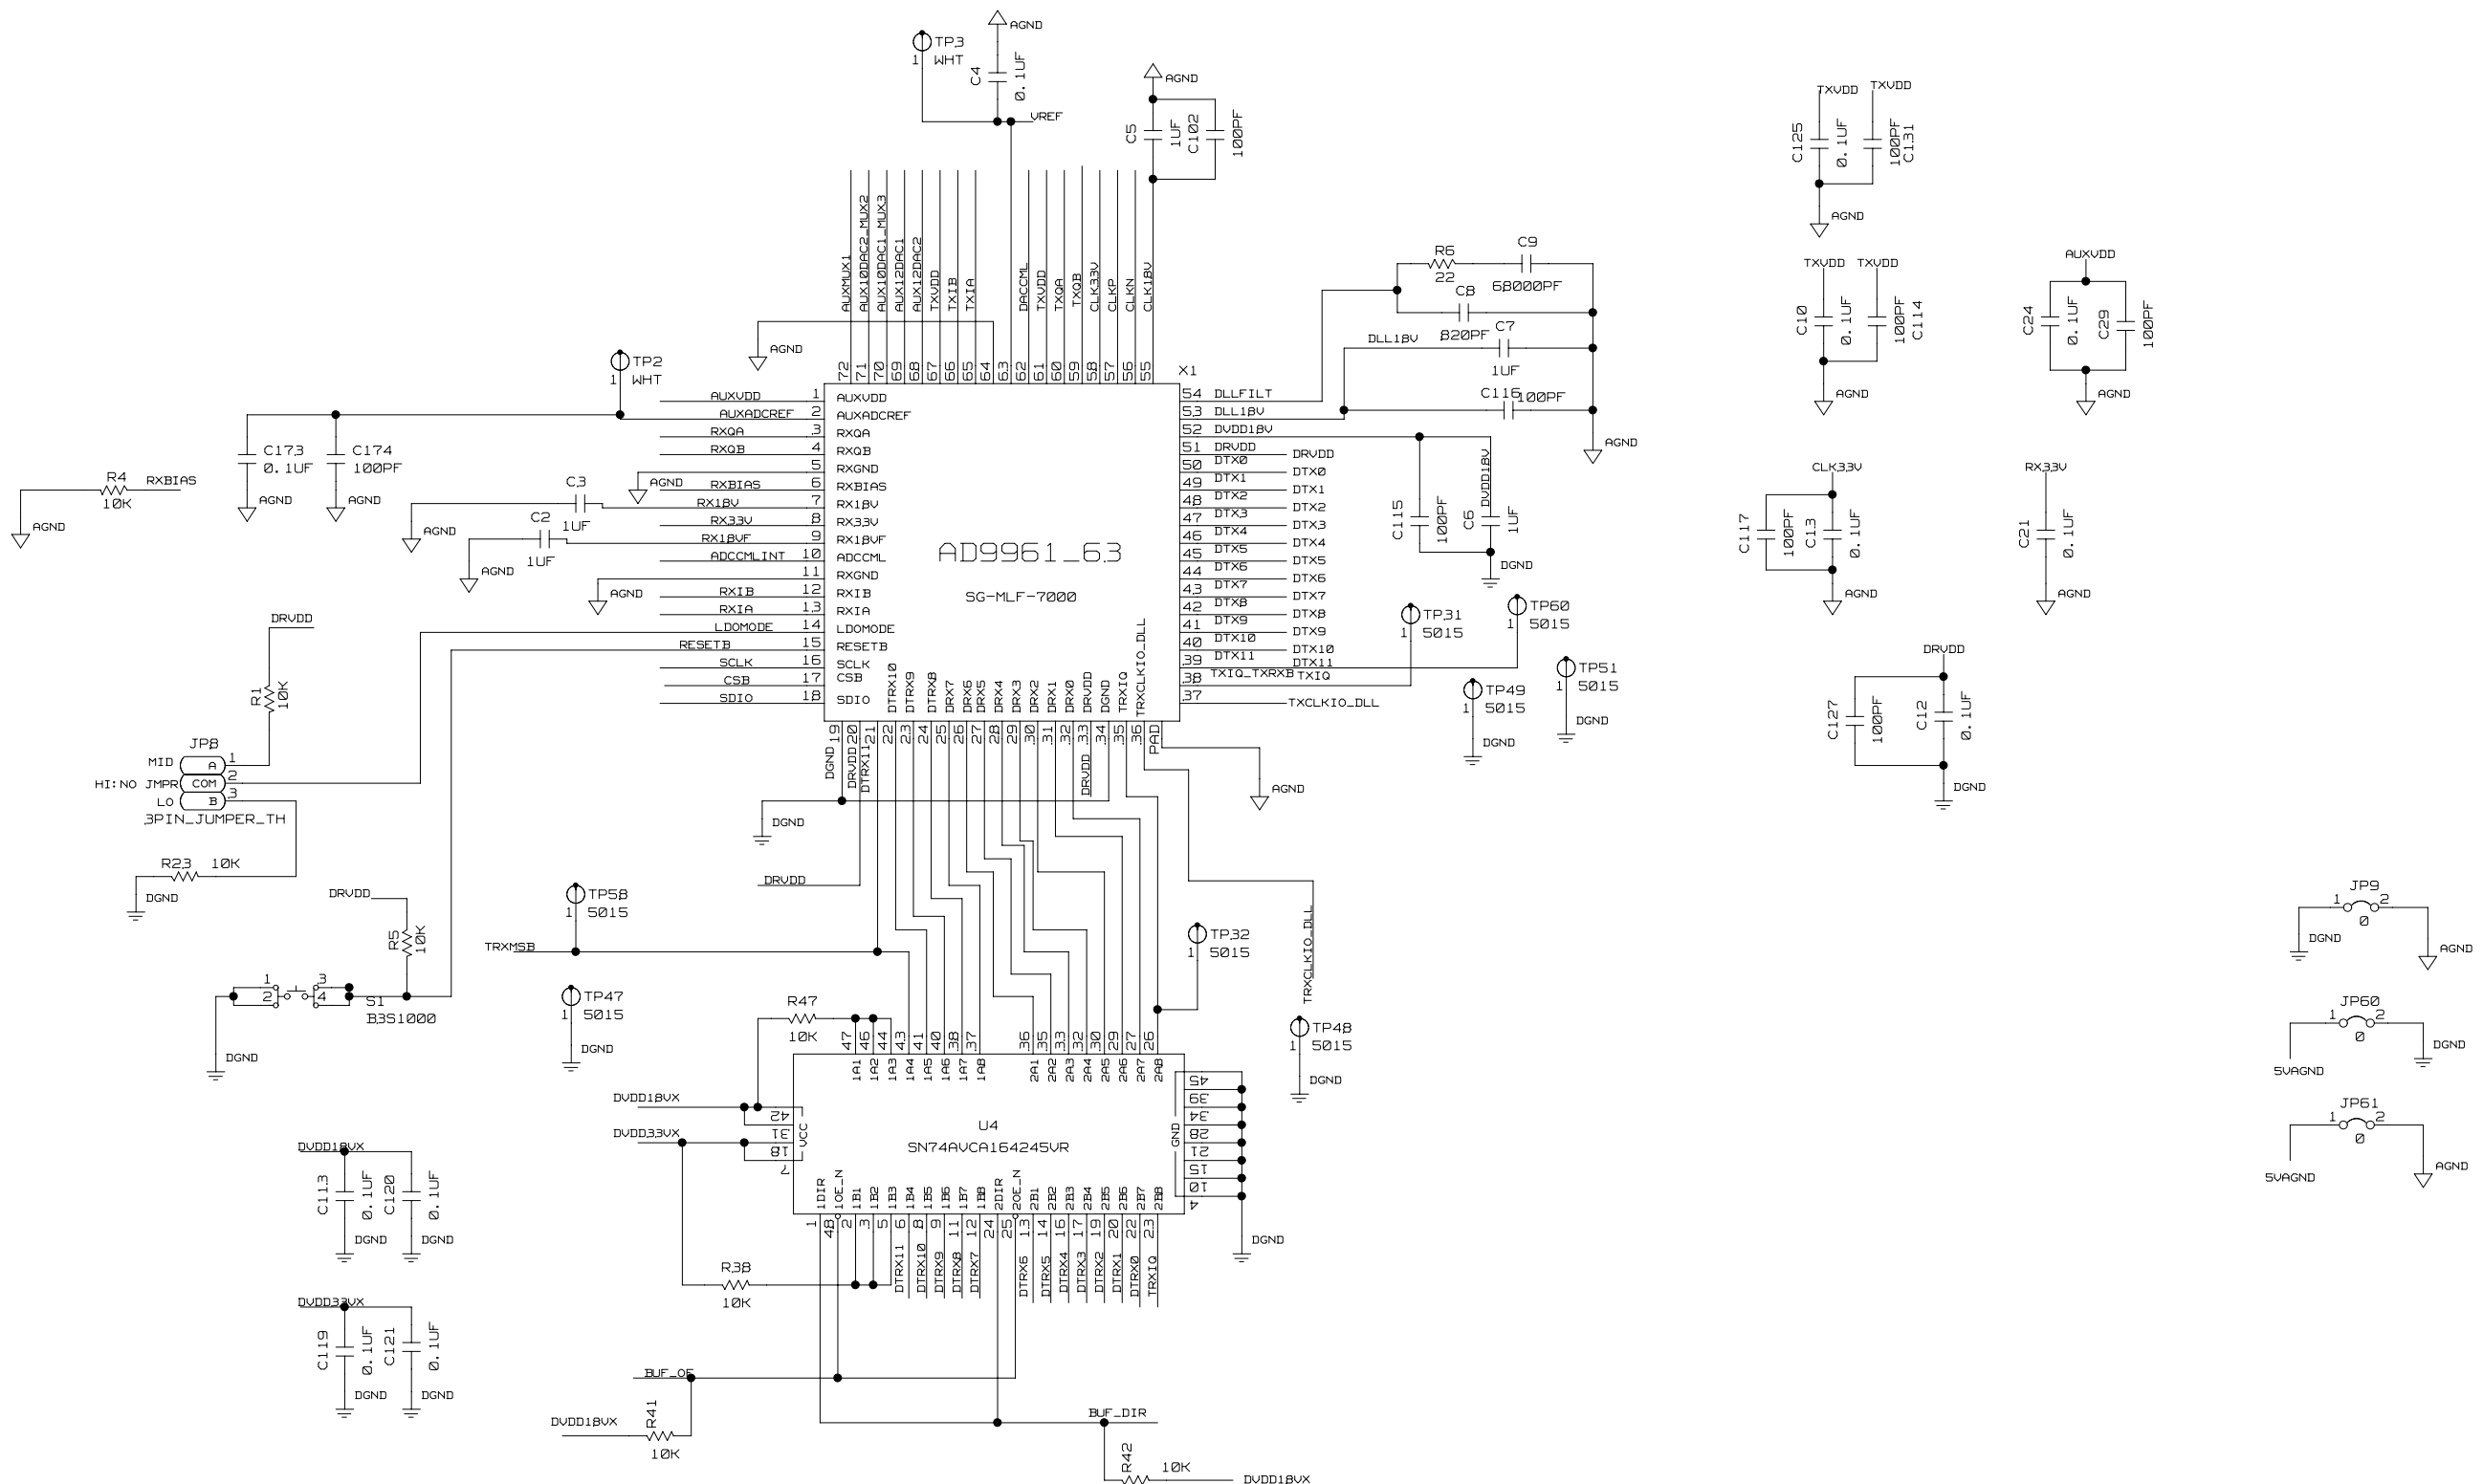 AGND
TP3
1 WHT
C4
0.1UF
VREF
AGND
C5
1UF
C102
100PF
TXVDD TXVDD
C125
0.1UF
100PF
C131
AGND
TXVDD TXVDD
C10
0.1UF
100PF
C114
AGND
AUXVDD
C24
0.1UF
C29
100PF
AGND
AUXMUX1
AUX10DAC2_MUX2
AUX10DAC1_MUX3
AUX12DAC1
AUX12DAC2
TXVDD
TXIB
TXIA
DACCML
TXVDD
TXQA
TXQB
CLK33V
CLKP
CLKN
CLK18V
72 71 70 69 68 67 66 65 64 63 62 61 60 59 58 57 56 55
AGND
R6
22
C9
68000PF
C8
820PF
C7
1UF
DLL18V
C116
100PF
AGND
TP2
1 WHT
C173
0.1UF
AGND
C174
100PF
AGND
R4
10K
RXBIAS
AGND
C3
1UF
AGND
C2
1UF
AGND
AGND
AGND
X1
AD9961_63
SG-MLF-7000
AUXVDD 1 AUXVDD
AUXADCREF 2 AUXADCREF
RXQA 3 RXQA
RXQB 4 RXQB
5 RXGND
RXBIAS 6 RXBIAS
RX18V 7 RX18V
RX33V 8 RX33V
RX18VF 9 RX18VF
ADCCMLINT 10 ADCCML
11 RXGND
RXIB 12 RXIB
RXIA 13 RXIA
LDOMODE 14 LDOMODE
RESETB 15 RESETB
SCLK 16 SCLK
CSB 17 CSB
SDIO 18 SDIO
54 DLLFILT
53 DLL18V
52 DVDD18V
51 DRVDD DRVDD
50 DTX0 DTX0
49 DTX1 DTX1
48 DTX2 DTX2
47 DTX3 DTX3
46 DTX4 DTX4
45 DTX5 DTX5
44 DTX6 DTX6
43 DTX7 DTX7
42 DTX8 DTX8
41 DTX9 DTX9
40 DTX10 DTX10
39 DTX11 DTX11
38 TXIQ_TXRXB TXIQ
37 TXCLKIO_DLL
DVDD18V
C115
100PF
C6
1UF
DGND
TP31
1 5015
TP60
1 5015
TP49
1 5015
DGND
TP51
1 5015
DGND
CLK33V
C117
100PF
C13
0.1UF
AGND
RX33V
C21
0.1UF
AGND
DRVDD
C127
100PF
C12
0.1UF
DGND
DTRX10
DTRX9
DTRX8
DRX7
DRX6
DRX5
DRX4
DRX3
DRX2
DRX1
DRX0
DRVDD
DGND
TRXIQ
TRXCLKIO_DLL
19 20 21 22 23 24 25 26 27 28 29 30 31 32 33 34 35 36 PAD
DGND
DRVDD
DTRX11
DRVDD
AGND
DGND
DRVDD
DRVDD
R1
10K
JP8
MID A 1
HI:NO JMPR COM 2
LO B 3
3PIN_JUMPER_TH
R23 10K
DGND
DRVDD
R5
10K
1 3
2 4
S1
B3S1000
DGND
TP58
1 5015
TRXMSB
TP47
1 5015
DGND
TP32
1 5015
TRXCLKIO_DLL
TP48
1 5015
DGND
R47
10K
47 46 44 43 41 40 38 37 36 35 33 32 30 29 27 26
1A1 1A2 1A3 1A4 1A5 1A6 1A7 1A8 2A1 2A2 2A3 2A4 2A5 2A6 2A7 2A8
DVDD18VX
DVDD33VX
42
31
18
7
VCC
U4
SN74AVCA164245VR
GND
45
39
34
28
21
15
10
4
DGND
1DIR 1OE_N 1B1 1B2 1B3 1B4 1B5 1B6 1B7 1B8 2DIR 2OE_N 2B1 2B2 2B3 2B4 2B5 2B6 2B7 2B8
1 48 2 3 5 6 8 9 11 12 24 25 13 14 16 17 19 20 22 23
DTRX11
DTRX10
DTRX9
DTRX8
DTRX7
DTRX6
DTRX5
DTRX4
DTRX3
DTRX2
DTRX1
DTRX0
TRXIQ
R38
10K
BUF_OE
DVDD18VX
R41
10K
BUF_DIR
R42
10K
DVDD18VX
DVDD18VX
C113
0.1UF
C120
0.1UF
DGND DGND
DVDD33VX
C119
0.1UF
C121
0.1UF
DGND DGND
JP9
1 2
0
DGND AGND
JP60
1 2
0
5VAGND DGND
JP61
1 2
0
5VAGND AGND